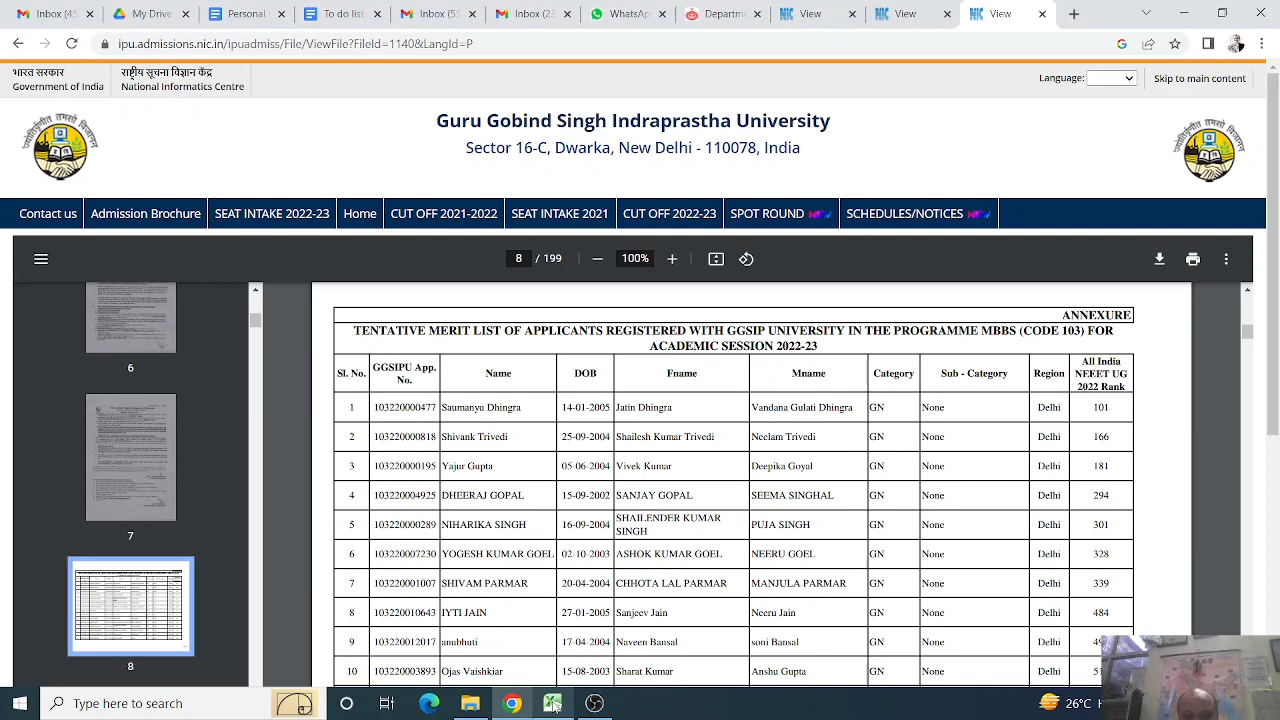 Inbox (45
My Drive
Personal
To do list
Inbox (55
Inbox (23
WhatsAp
Departm
View
View
View
ipu.admissions.nic.in/ipuadmiss/File/ViewFile?FileId=1140&LangId=P
भारत सरकार
Government of India
राष्ट्रीय सूचना विज्ञान केंद्र
National Informatics Centre
Language:
Skip to main content
Guru Gobind Singh Indraprastha University
Sector 16-C, Dwarka, New Delhi - 110078, India
Contact us
Admission Brochure
SEAT INTAKE 2022-23
Home
CUT OFF 2021-2022
SEAT INTAKE 2021
CUT OFF 2022-23
SPOT ROUND NEW
SCHEDULES/NOTICES NEW
8 / 199
100%
6
7
8
ANNEXURE
TENTATIVE MERIT LIST OF APPLICANTS REGISTERED WITH GGSIP UNIVERSITY IN THE PROGRAMME MBBS (CODE 103) FOR
ACADEMIC SESSION 2022-23
Sl. No. GGSIPU App. No. Name DOB Fname Mname Category Sub - Category Region All India NEEET UG 2022 Rank
1 103220000477 Saumanya Dhingra 14-01-2005 Jatin Dhingra Vandana Gulati Dhingra GN None Delhi 101
2 103220000818 Shivank Trivedi 25-09-2004 Shailesh Kumar Trivedi Neelam Trivedi GN None Delhi 166
3 103220000195 Yajur Gupta -06-2004 Vivek Kumar Deepika Goyal GN None Delhi 181
4 103220004925 DHEERAJ GOPAL -09-2002 SANJAY GOPAL SEEMA SINGHAL GN None Delhi 294
5 103220000289 NIHARIKA SINGH 16-09-2004 SHAILENDER KUMAR SINGH PUJA SINGH GN None Delhi 301
6 103220007230 YOGESH KUMAR GOEL 02-10-2003 ASHOK KUMAR GOEL NEERU GOEL GN None Delhi 328
7 103220001007 SHIVAM PARMAR CHHOTA LAL PARMAR MANJULA PARMAR GN None Delhi 339
8 103220010643 IYTI JAIN 27-01-2005 Sanjeev Jain Neeru Jain GN None Delhi 484
9 103220012017 anubhuti 17-04-2004 Naveen Bansal soni Bansal GN None Delhi
10 103220003893 Ojas Vaishkiar 15-08-2003 Sharat Kumar Anshu Gupta GN None Delhi
Type here to search
26°C